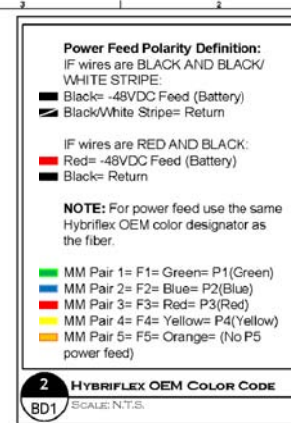 3
2
Power Feed Polarity Definition:
IF wires are BLACK AND BLACK/
WHITE STRIPE:
Black= -48VDC Feed (Battery)
Black/White Stripe= Return
IF wires are RED AND BLACK:
Red= -48VDC Feed (Battery)
Black= Return
NOTE: For power feed use the same
Hybriflex OEM color designator as
the fiber.
MM Pair 1= F1= Green= P1(Green)
MM Pair 2= F2= Blue= P2(Blue)
MM Pair 3= F3= Red= P3(Red)
MM Pair 4= F4= Yellow= P4(Yellow)
MM Pair 5= F5= Orange= (No P5
power feed)
2 HYBRIFLEX OEM COLOR CODE
BD1 SCALE: N.T.S.